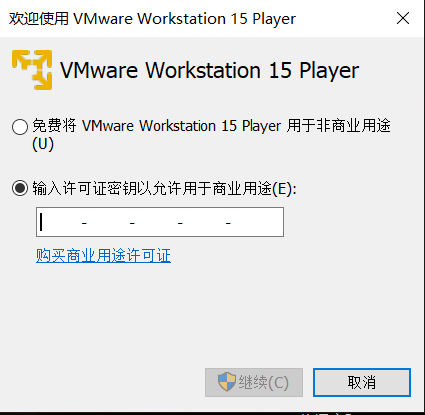 欢迎使用 VMware Workstation 15 Player
VMware Workstation 15 Player
免费将 VMware Workstation 15 Player 用于非商业用途
(U)
输入许可证密钥以允许用于商业用途(E):
- - - -
购买商业用途许可证
继续(C)
取消